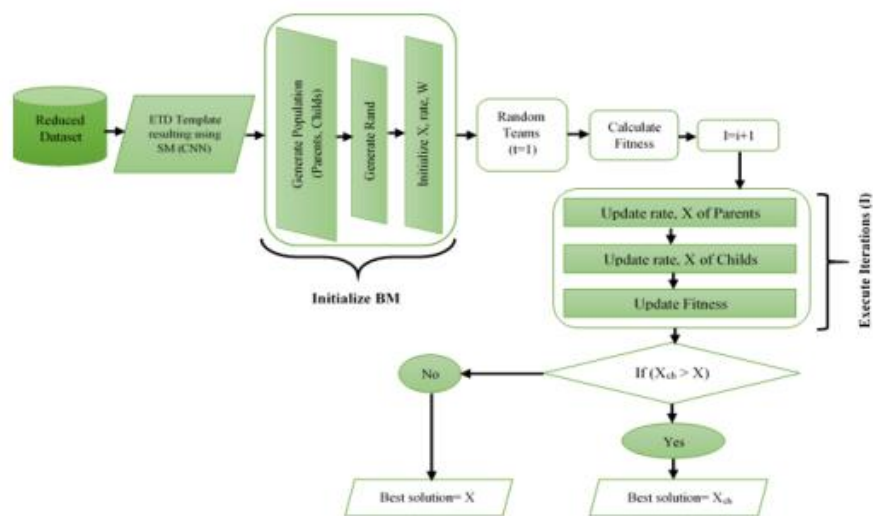 Reduced
Dataset
ETD Template
resulting using
SM (CNN)
Generate Population
(Parents, Childs)
Generate Rand
Initialize X, rate, W
Initialize BM
Random
Teams
(t=1)
Calculate
Fitness
I=i+1
Update rate, X of Parents
Update rate, X of Childs
Update Fitness
Execute Iterations (I)
If (Xch > X)
No
Yes
Best solution= X
Best solution= Xch